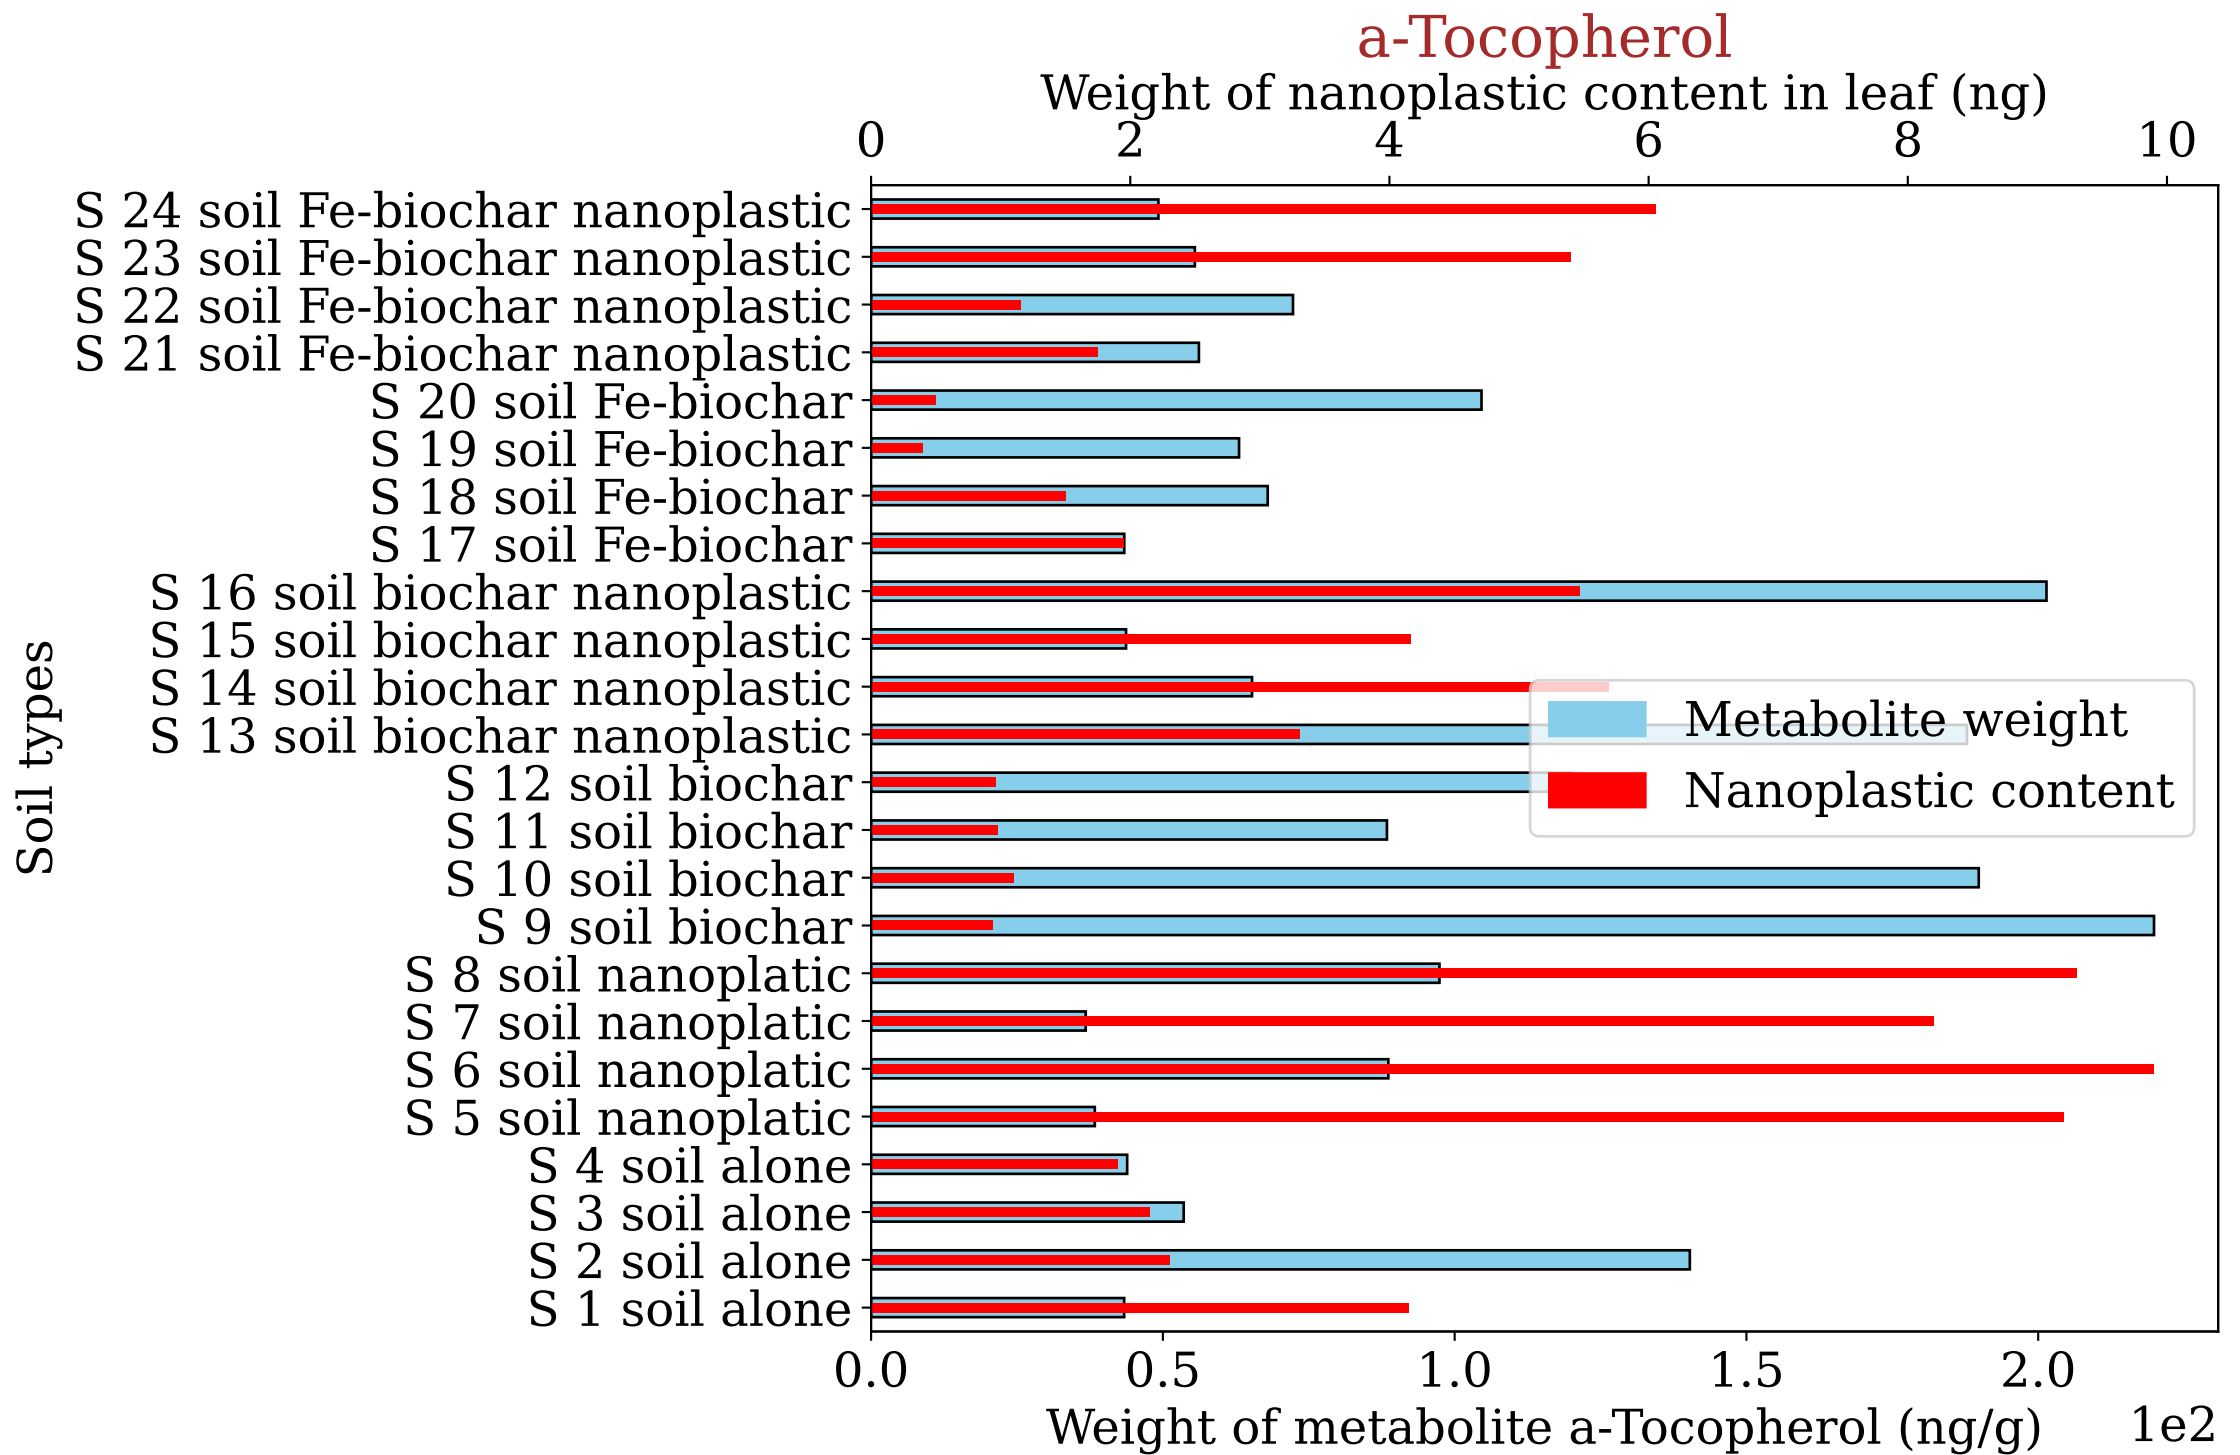 a-Tocopherol
Weight of nanoplastic content in leaf (ng)
0 2 4 6 8 10
S 24 soil Fe-biochar nanoplastic
S 23 soil Fe-biochar nanoplastic
S 22 soil Fe-biochar nanoplastic
S 21 soil Fe-biochar nanoplastic
S 20 soil Fe-biochar
S 19 soil Fe-biochar
S 18 soil Fe-biochar
S 17 soil Fe-biochar
S 16 soil biochar nanoplastic
S 15 soil biochar nanoplastic
S 14 soil biochar nanoplastic
S 13 soil biochar nanoplastic
S 12 soil biochar
S 11 soil biochar
S 10 soil biochar
S 9 soil biochar
S 8 soil nanoplatic
S 7 soil nanoplatic
S 6 soil nanoplatic
S 5 soil nanoplatic
S 4 soil alone
S 3 soil alone
S 2 soil alone
S 1 soil alone
Soil types
Metabolite weight
Nanoplastic content
0.0 0.5 1.0 1.5 2.0
Weight of metabolite a-Tocopherol (ng/g)
1e2